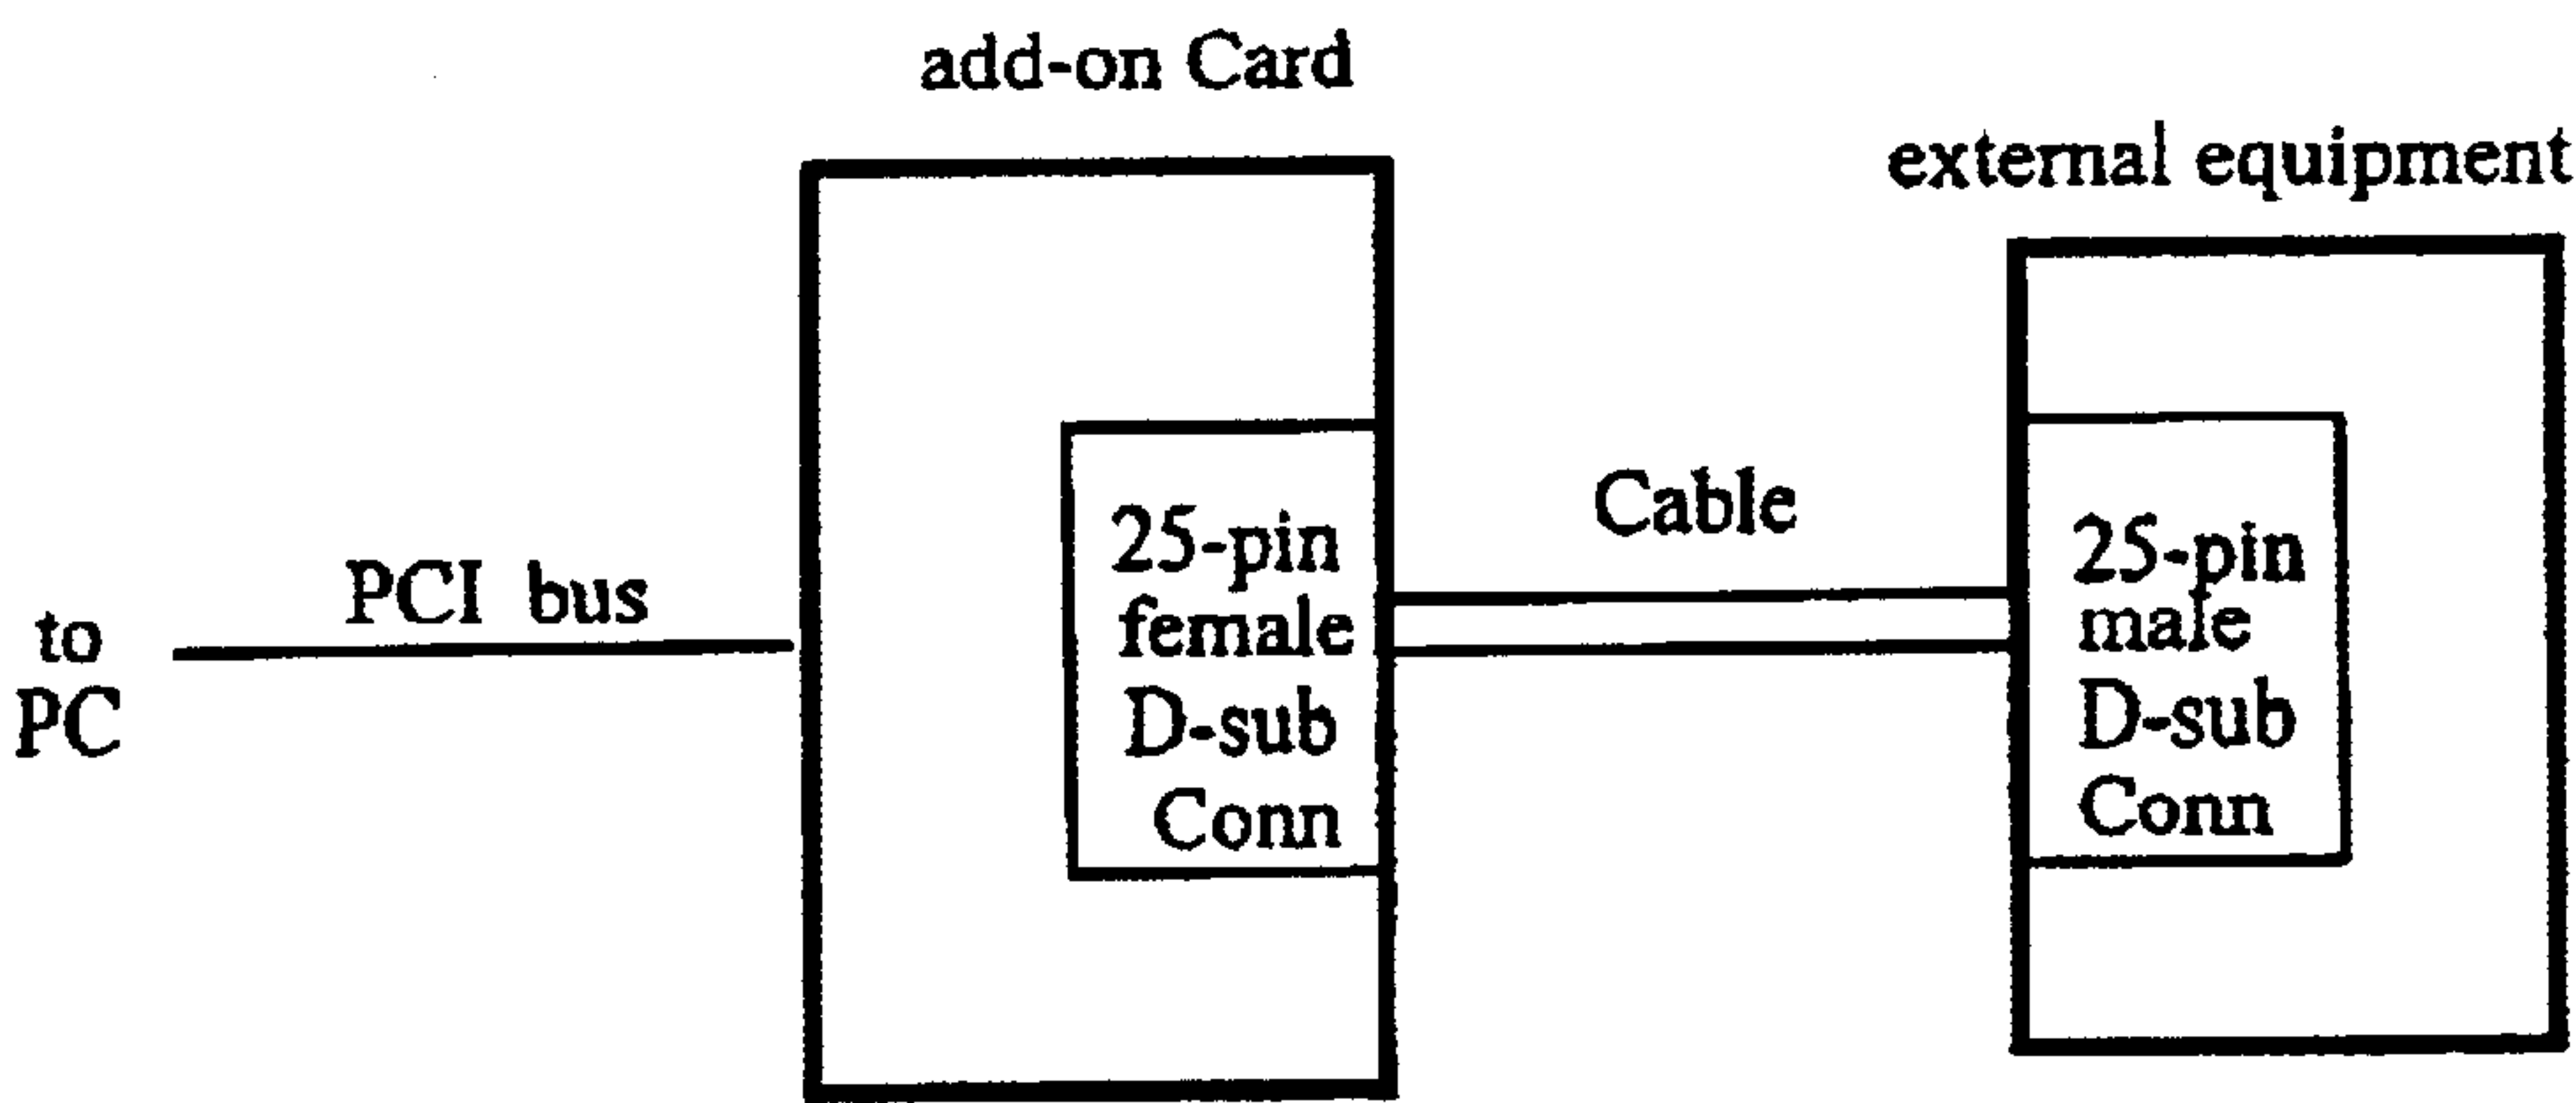 add-on Card
external equipment
to
PC
PCI bus
25-pin
female
D-sub
Conn
Cable
25-pin
male
D-sub
Conn